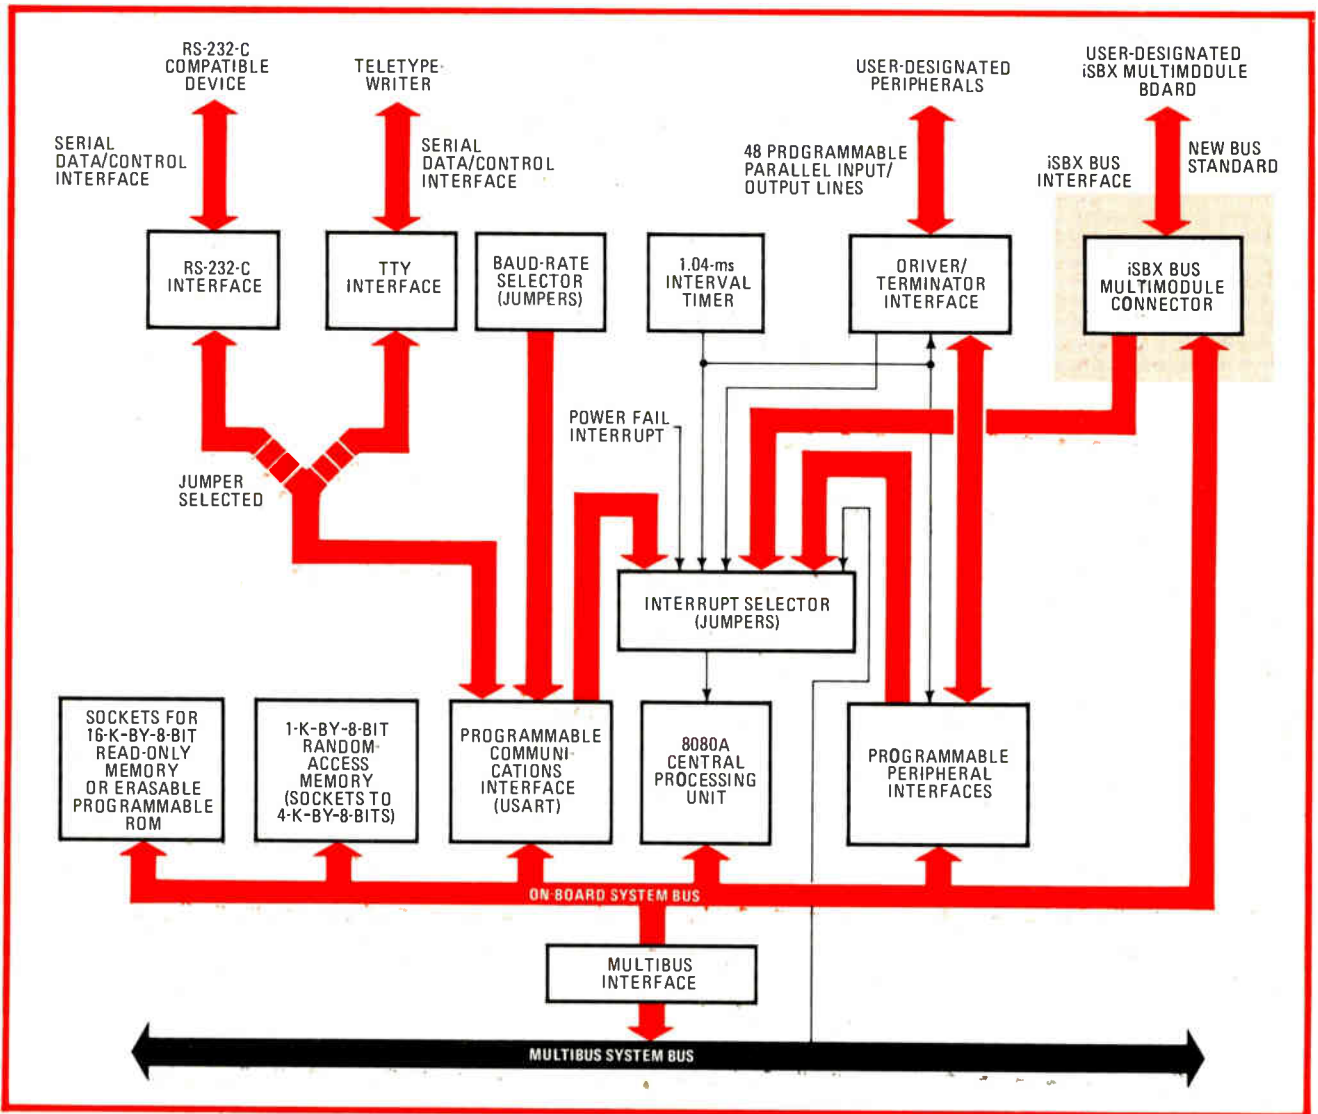 RS-232-C
COMPATIBLE
DEVICE
TELETYPE-
WRITER
USER-DESIGNATED
PERIPHERALS
USER-DESIGNATED
iSBX MULTIMODULE
BOARD
SERIAL
DATA/CONTROL
INTERFACE
SERIAL
DATA/CONTROL
INTERFACE
48 PROGRAMMABLE
PARALLEL INPUT/
OUTPUT LINES
iSBX BUS
INTERFACE
NEW BUS
STANDARD
RS-232-C
INTERFACE
TTY
INTERFACE
BAUD-RATE
SELECTOR
(JUMPERS)
1.04-ms
INTERVAL
TIMER
DRIVER/
TERMINATOR
INTERFACE
iSBX BUS
MULTIMODULE
CONNECTOR
POWER FAIL
INTERRUPT
JUMPER
SELECTED
INTERRUPT SELECTOR
(JUMPERS)
SOCKETS FOR
16-K-BY-8-BIT
READ-ONLY
MEMORY
OR ERASABLE
PROGRAMMABLE
ROM
1-K-BY-8-BIT
RANDOM-
ACCESS
MEMORY
(SOCKETS TO
4-K-BY-8-BITS)
PROGRAMMABLE
COMMUNI-
CATIONS
INTERFACE
(USART)
8080A
CENTRAL
PROCESSING
UNIT
PROGRAMMABLE
PERIPHERAL
INTERFACES
ON-BOARD SYSTEM BUS
MULTIBUS
INTERFACE
MULTIBUS SYSTEM BUS